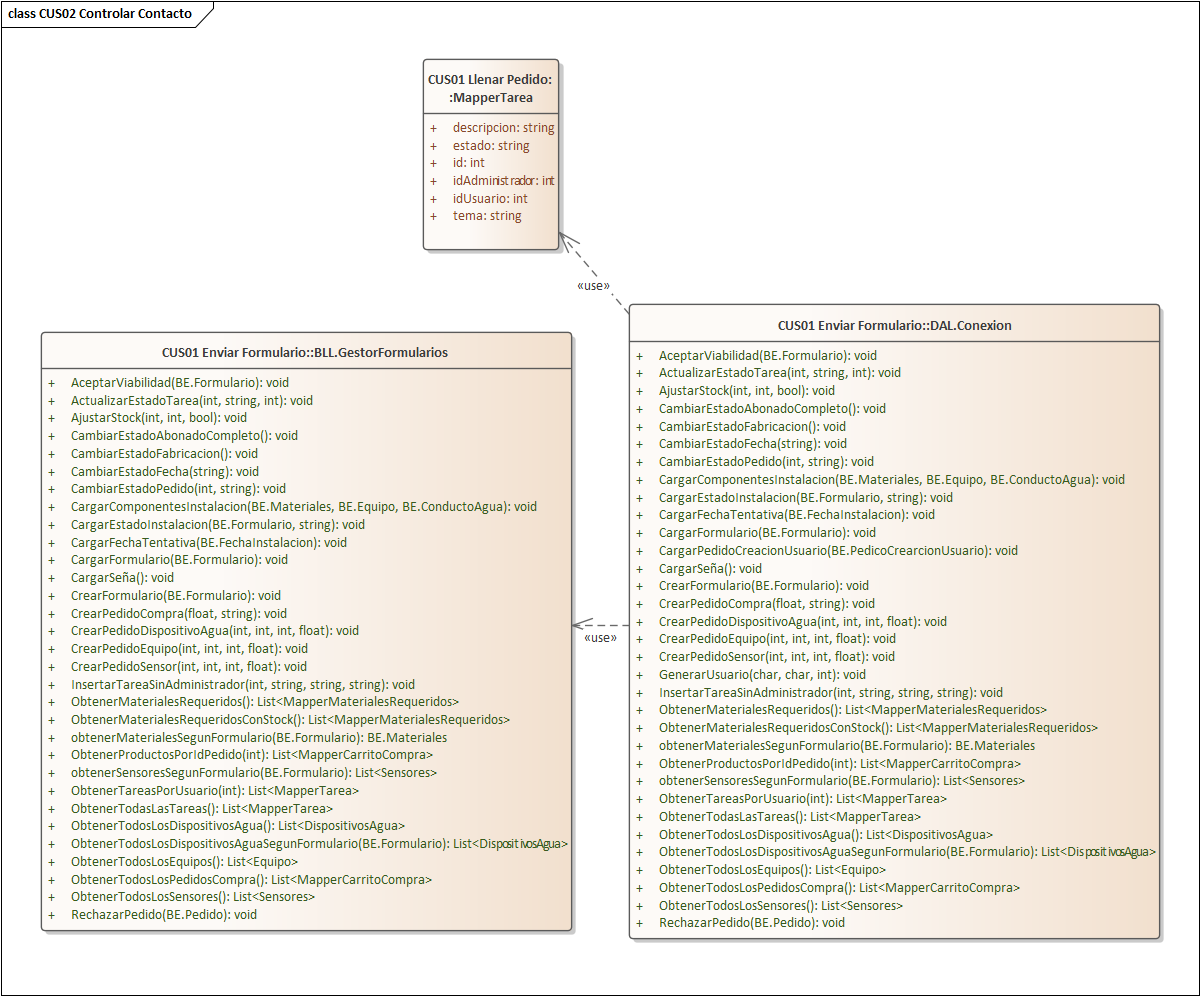 class CUS02 Controlar Contacto
CUS01 Llenar Pedido:
:MapperTarea
+ descripcion: string
+ estado: string
+ id: int
+ idAdministrador: int
+ idUsuario: int
+ tema: string
«use»
CUS01 Enviar Formulario::BLL.GestorFormularios
+ AceptarViabilidad(BE.Formulario): void
+ ActualizarEstadoTarea(int, string, int): void
+ AjustarStock(int, int, bool): void
+ CambiarEstadoAbonadoCompleto(): void
+ CambiarEstadoFabricacion(): void
+ CambiarEstadoFecha(string): void
+ CambiarEstadoPedido(int, string): void
+ CargarComponentesInstalacion(BE.Materiales, BE.Equipo, BE.ConductoAgua): void
+ CargarEstadoInstalacion(BE.Formulario, string): void
+ CargarFechaTentativa(BE.FechaInstalacion): void
+ CargarFormulario(BE.Formulario): void
+ CargarSeña(): void
+ CrearFormulario(BE.Formulario): void
+ CrearPedidoCompra(float, string): void
+ CrearPedidoDispositivoAgua(int, int, int, float): void
+ CrearPedidoEquipo(int, int, int, float): void
+ CrearPedidoSensor(int, int, int, float): void
+ InsertarTareaSinAdministrador(int, string, string, string): void
+ ObtenerMaterialesRequeridos(): List<MapperMaterialesRequeridos>
+ ObtenerMaterialesRequeridosConStock(): List<MapperMaterialesRequeridos>
+ obtenerMaterialesSegunFormulario(BE.Formulario): BE.Materiales
+ ObtenerProductosPorIdPedido(int): List<MapperCarritoCompra>
+ obtenerSensoresSegunFormulario(BE.Formulario): List<Sensores>
+ ObtenerTareasPorUsuario(int): List<MapperTarea>
+ ObtenerTodasLasTareas(): List<MapperTarea>
+ ObtenerTodosLosDispositivosAgua(): List<DispositivosAgua>
+ ObtenerTodosLosDispositivosAguaSegunFormulario(BE.Formulario): List<DispositivosAgua>
+ ObtenerTodosLosEquipos(): List<Equipo>
+ ObtenerTodosLosPedidosCompra(): List<MapperCarritoCompra>
+ ObtenerTodosLosSensores(): List<Sensores>
+ RechazarPedido(BE.Pedido): void
«use»
CUS01 Enviar Formulario::DAL.Conexion
+ AceptarViabilidad(BE.Formulario): void
+ ActualizarEstadoTarea(int, string, int): void
+ AjustarStock(int, int, bool): void
+ CambiarEstadoAbonadoCompleto(): void
+ CambiarEstadoFabricacion(): void
+ CambiarEstadoFecha(string): void
+ CambiarEstadoPedido(int, string): void
+ CargarComponentesInstalacion(BE.Materiales, BE.Equipo, BE.ConductoAgua): void
+ CargarEstadoInstalacion(BE.Formulario, string): void
+ CargarFechaTentativa(BE.FechaInstalacion): void
+ CargarFormulario(BE.Formulario): void
+ CargarPedidoCreacionUsuario(BE.PedicoCrearcionUsuario): void
+ CargarSeña(): void
+ CrearFormulario(BE.Formulario): void
+ CrearPedidoCompra(float, string): void
+ CrearPedidoDispositivoAgua(int, int, int, float): void
+ CrearPedidoEquipo(int, int, int, float): void
+ CrearPedidoSensor(int, int, int, float): void
+ GenerarUsuario(char, char, int): void
+ InsertarTareaSinAdministrador(int, string, string, string): void
+ ObtenerMaterialesRequeridos(): List<MapperMaterialesRequeridos>
+ ObtenerMaterialesRequeridosConStock(): List<MapperMaterialesRequeridos>
+ obtenerMaterialesSegunFormulario(BE.Formulario): BE.Materiales
+ ObtenerProductosPorIdPedido(int): List<MapperCarritoCompra>
+ obtenerSensoresSegunFormulario(BE.Formulario): List<Sensores>
+ ObtenerTareasPorUsuario(int): List<MapperTarea>
+ ObtenerTodasLasTareas(): List<MapperTarea>
+ ObtenerTodosLosDispositivosAgua(): List<DispositivosAgua>
+ ObtenerTodosLosDispositivosAguaSegunFormulario(BE.Formulario): List<DispositivosAgua>
+ ObtenerTodosLosEquipos(): List<Equipo>
+ ObtenerTodosLosPedidosCompra(): List<MapperCarritoCompra>
+ ObtenerTodosLosSensores(): List<Sensores>
+ RechazarPedido(BE.Pedido): void